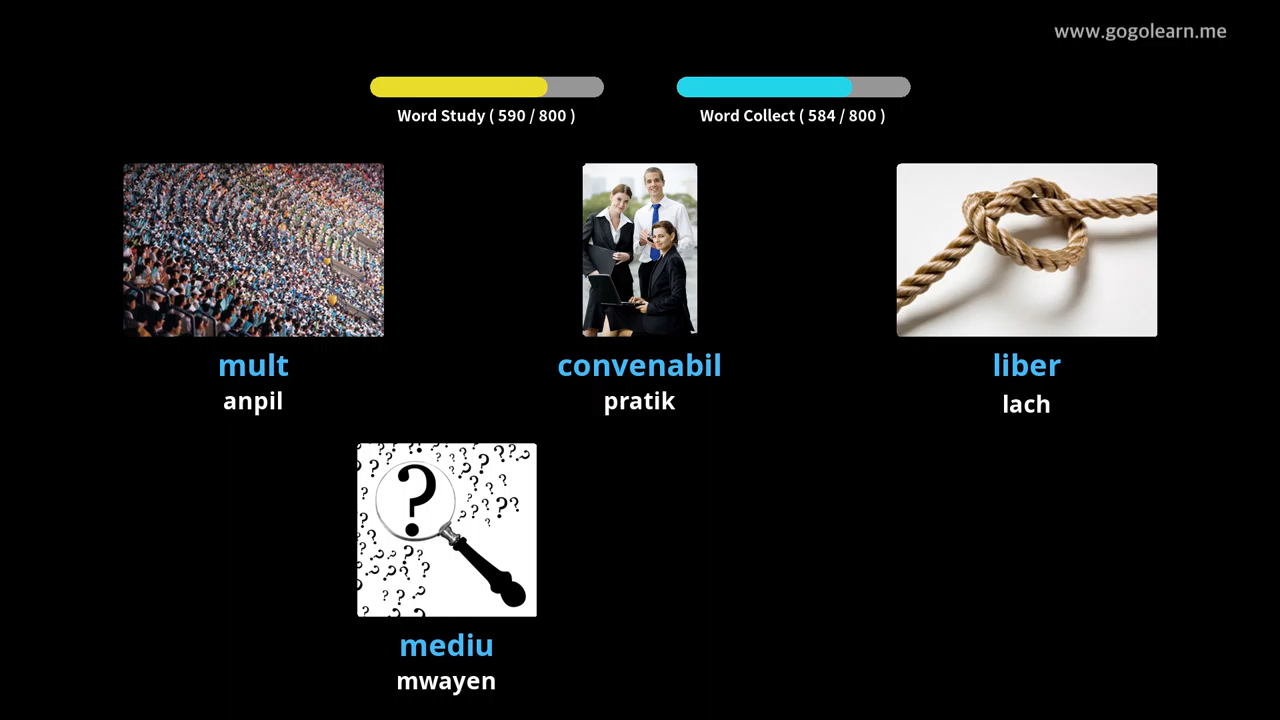 www.gogolearn.me
Word Study ( 590 / 800 )
Word Collect ( 584 / 800 )
mult
anpil
convenabil
pratik
liber
lach
mediu
mwayen